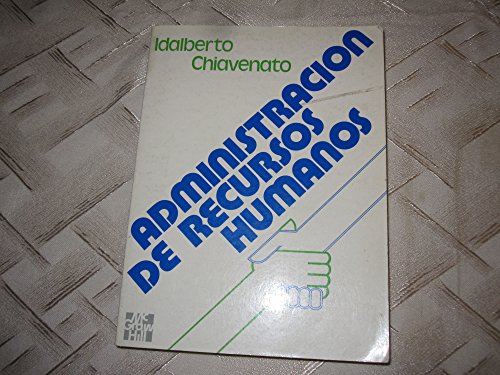 Idalberto
Chiavenato
ADMINISTRACION
DE RECURSOS
HUMANOS
Mc
Graw
Hill